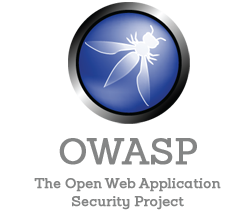 OWASP
The Open Web Application
Security Project